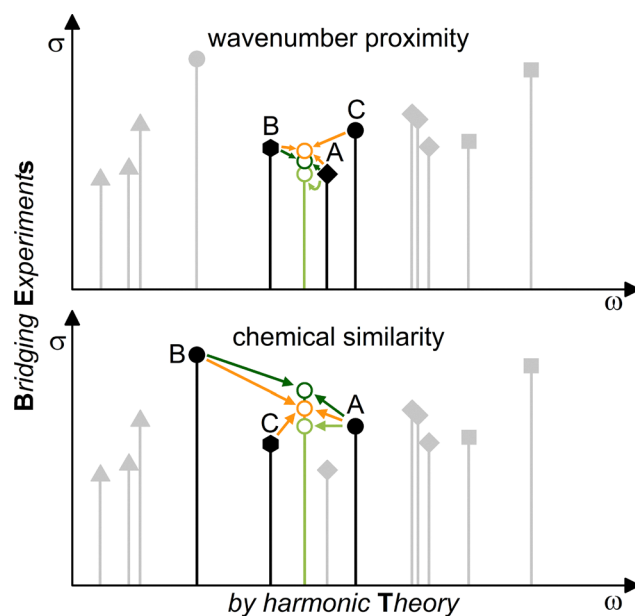 σ
wavenumber proximity
B
C
A
ω
Bridging Experiments
σ
chemical similarity
B
C
A
ω
by harmonic Theory